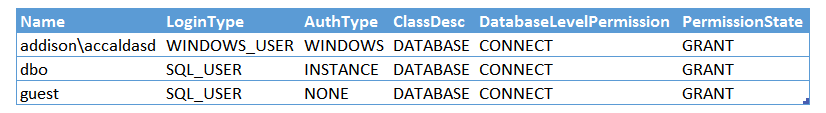 Name LoginType AuthType ClassDesc DatabaseLevelPermission PermissionState
addison\accaldasd WINDOWS_USER WINDOWS DATABASE CONNECT GRANT
dbo SQL_USER INSTANCE DATABASE CONNECT GRANT
guest SQL_USER NONE DATABASE CONNECT GRANT